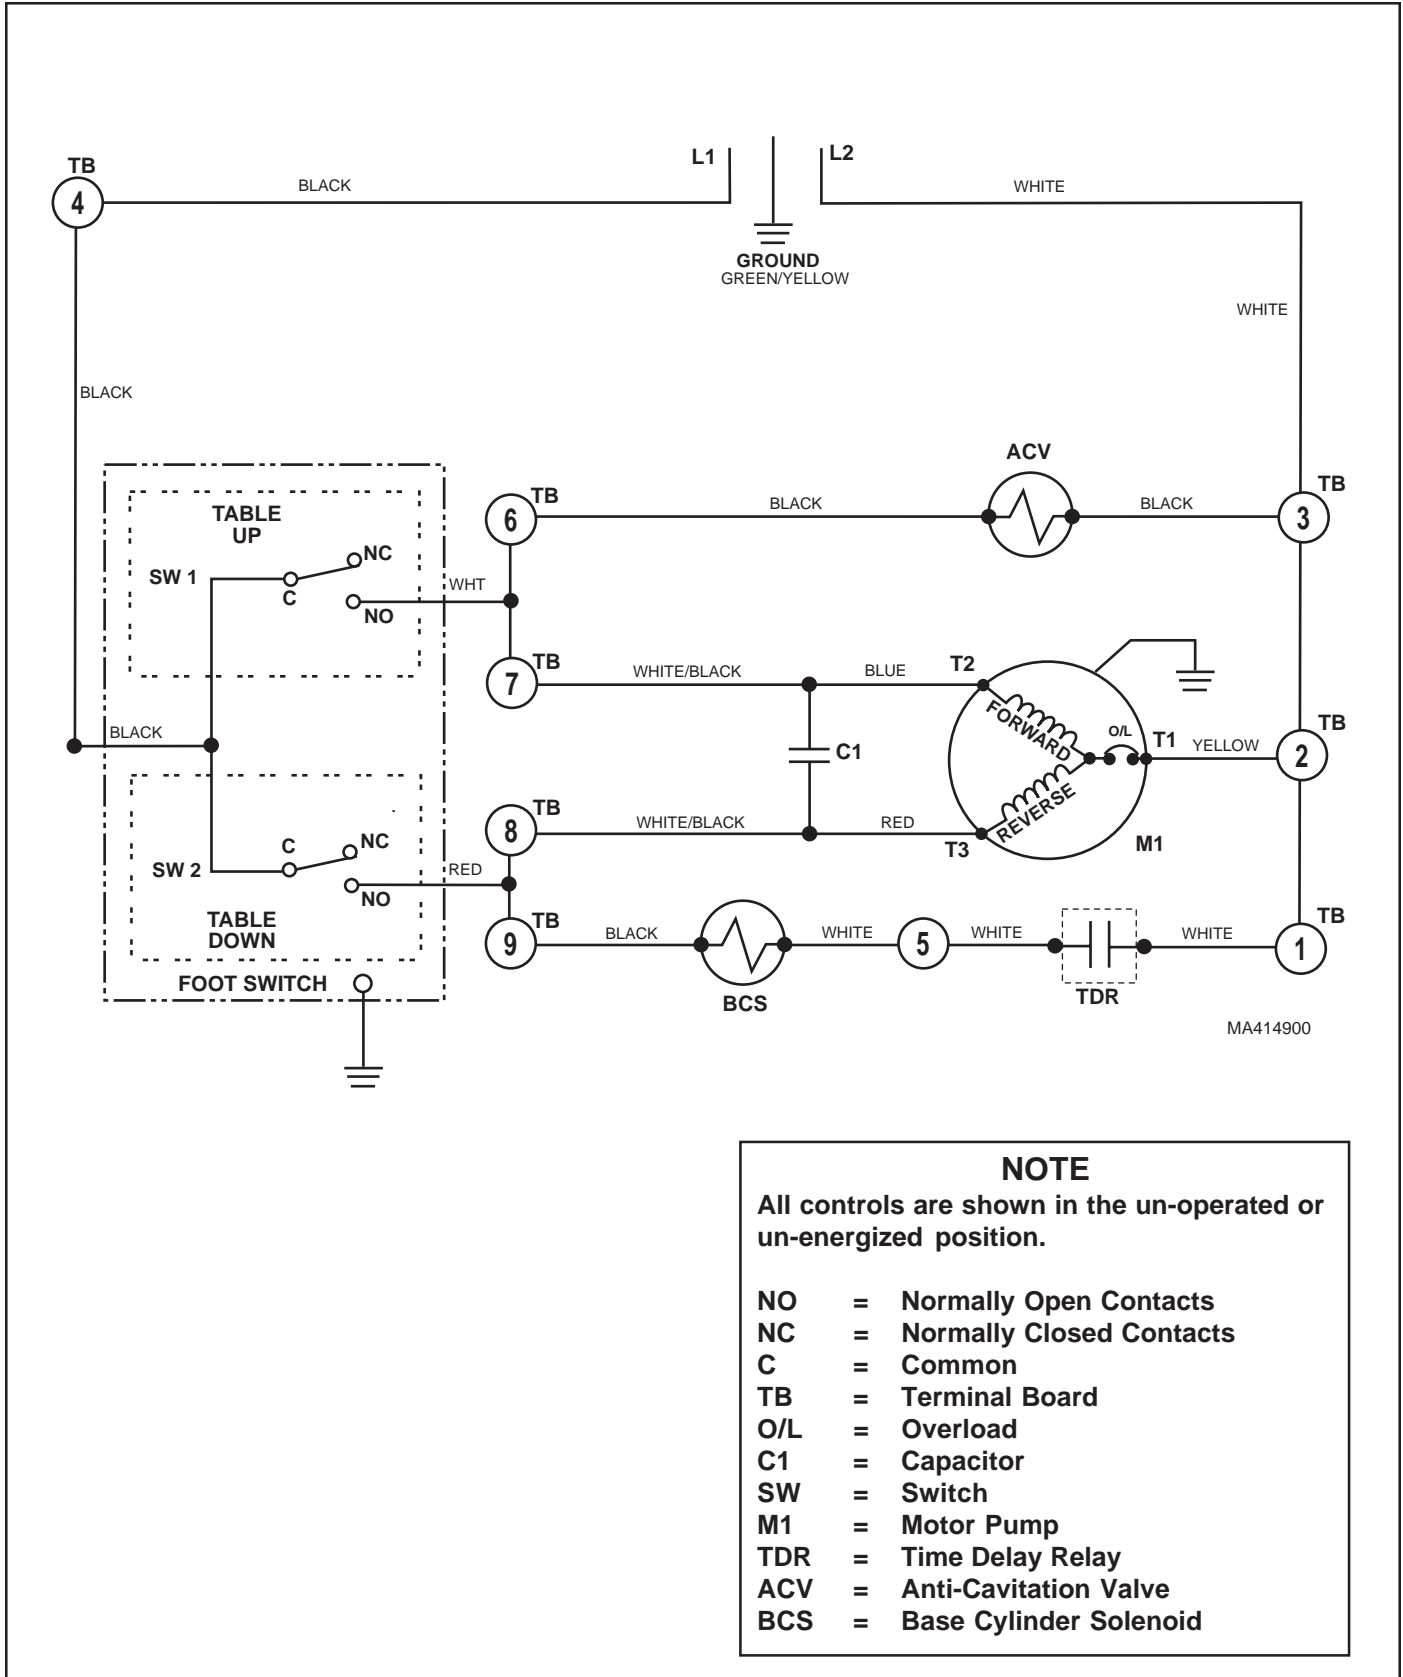 L1
L2
TB
4
BLACK
WHITE
GROUND
GREEN/YELLOW
WHITE
BLACK
ACV
TB
6
BLACK
BLACK
TB
3
TABLE
UP
SW 1
NC
C
NO
WHT
TB
7
WHITE/BLACK
BLUE
T2
FORWARD
O/L
T1
YELLOW
TB
2
BLACK
C1
REVERSE
TB
8
WHITE/BLACK
RED
T3
M1
C
NC
SW 2
NO
RED
TABLE
DOWN
TB
9
BLACK
WHITE
5
WHITE
WHITE
TB
1
FOOT SWITCH
BCS
TDR
MA414900
NOTE
All controls are shown in the un-operated or
un-energized position.
NO = Normally Open Contacts
NC = Normally Closed Contacts
C = Common
TB = Terminal Board
O/L = Overload
C1 = Capacitor
SW = Switch
M1 = Motor Pump
TDR = Time Delay Relay
ACV = Anti-Cavitation Valve
BCS = Base Cylinder Solenoid